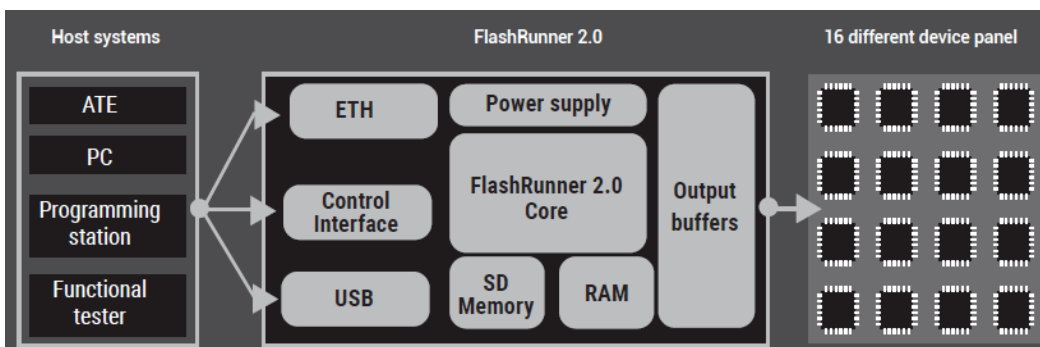 Host systems
FlashRunner 2.0
16 different device panel
ATE
PC
Programming
station
Functional
tester
ETH
Control
Interface
USB
Power supply
FlashRunner 2.0
Core
SD
Memory
RAM
Output
buffers